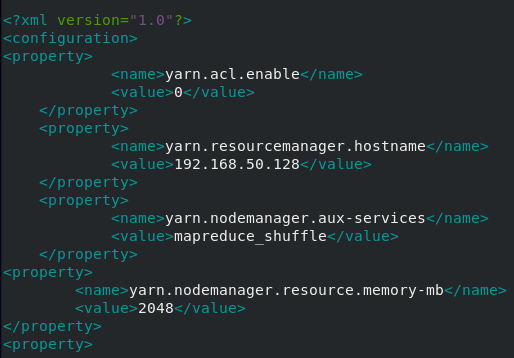 <?xml version="1.0"?>
<configuration>
<property>
<name>yarn.acl.enable</name>
<value>0</value>
</property>
<property>
<name>yarn.resourcemanager.hostname</name>
<value>192.168.50.128</value>
</property>
<property>
<name>yarn.nodemanager.aux-services</name>
<value>mapreduce_shuffle</value>
</property>
<property>
<name>yarn.nodemanager.resource.memory-mb</name>
<value>2048</value>
</property>
<property>